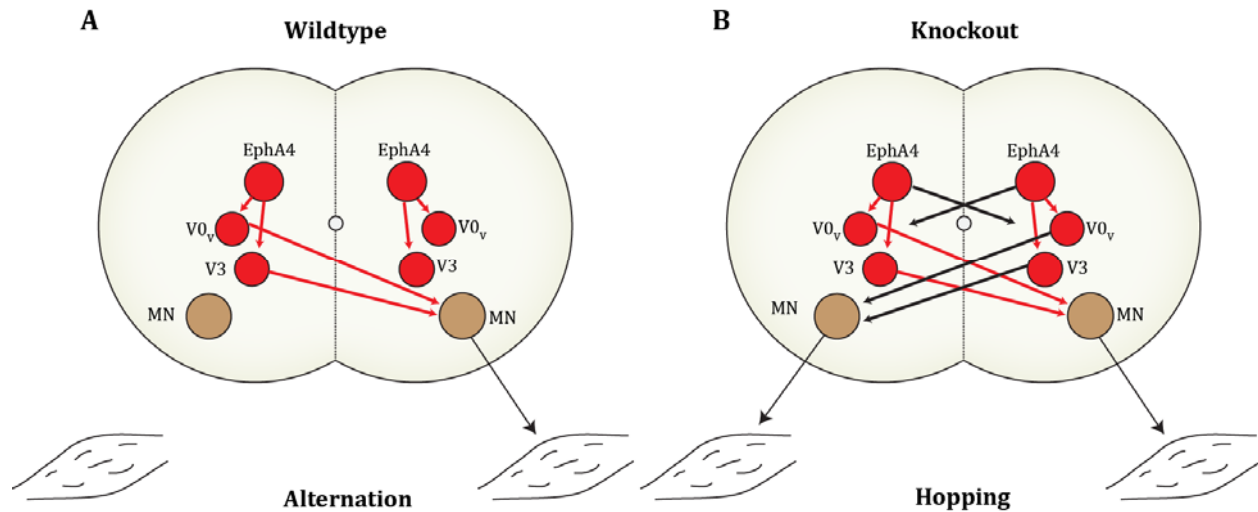 A
Wildtype
EphA4
EphA4
V0v
V0v
V3
V3
MN
MN
Alternation
B
Knockout
EphA4
EphA4
V0v
V0v
V3
V3
MN
MN
Hopping